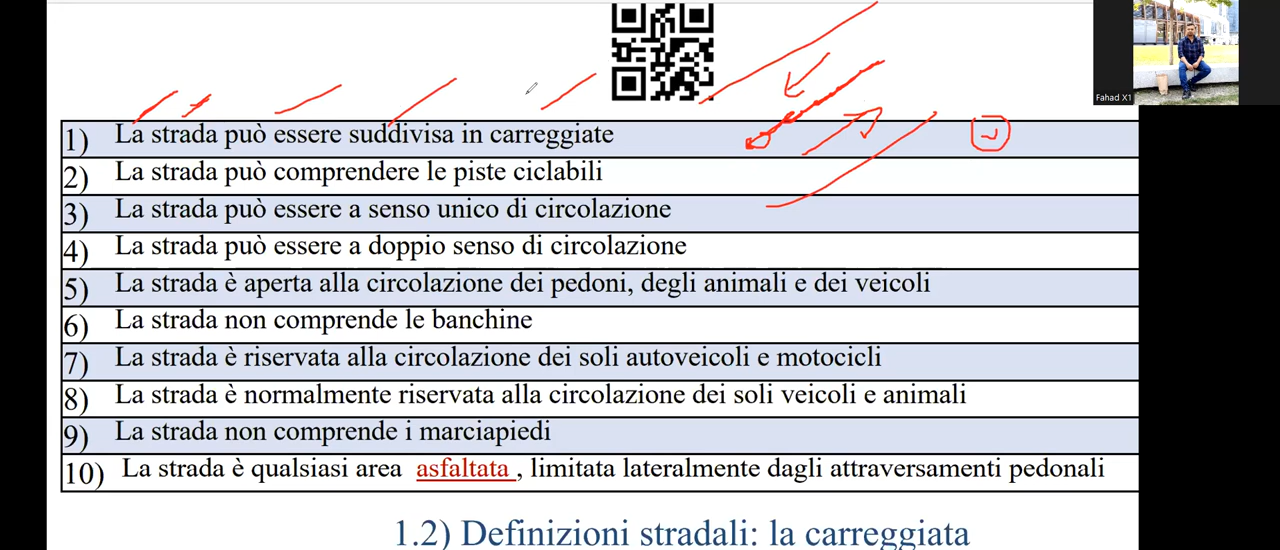 Fahad X1
1) La strada può essere suddivisa in carreggiate
2) La strada può comprendere le piste ciclabili
3) La strada può essere a senso unico di circolazione
4) La strada può essere a doppio senso di circolazione
5) La strada è aperta alla circolazione dei pedoni, degli animali e dei veicoli
6) La strada non comprende le banchine
7) La strada è riservata alla circolazione dei soli autoveicoli e motocicli
8) La strada è normalmente riservata alla circolazione dei soli veicoli e animali
9) La strada non comprende i marciapiedi
10) La strada è qualsiasi area asfaltata , limitata lateralmente dagli attraversamenti pedonali
1.2) Definizioni stradali: la carreggiata